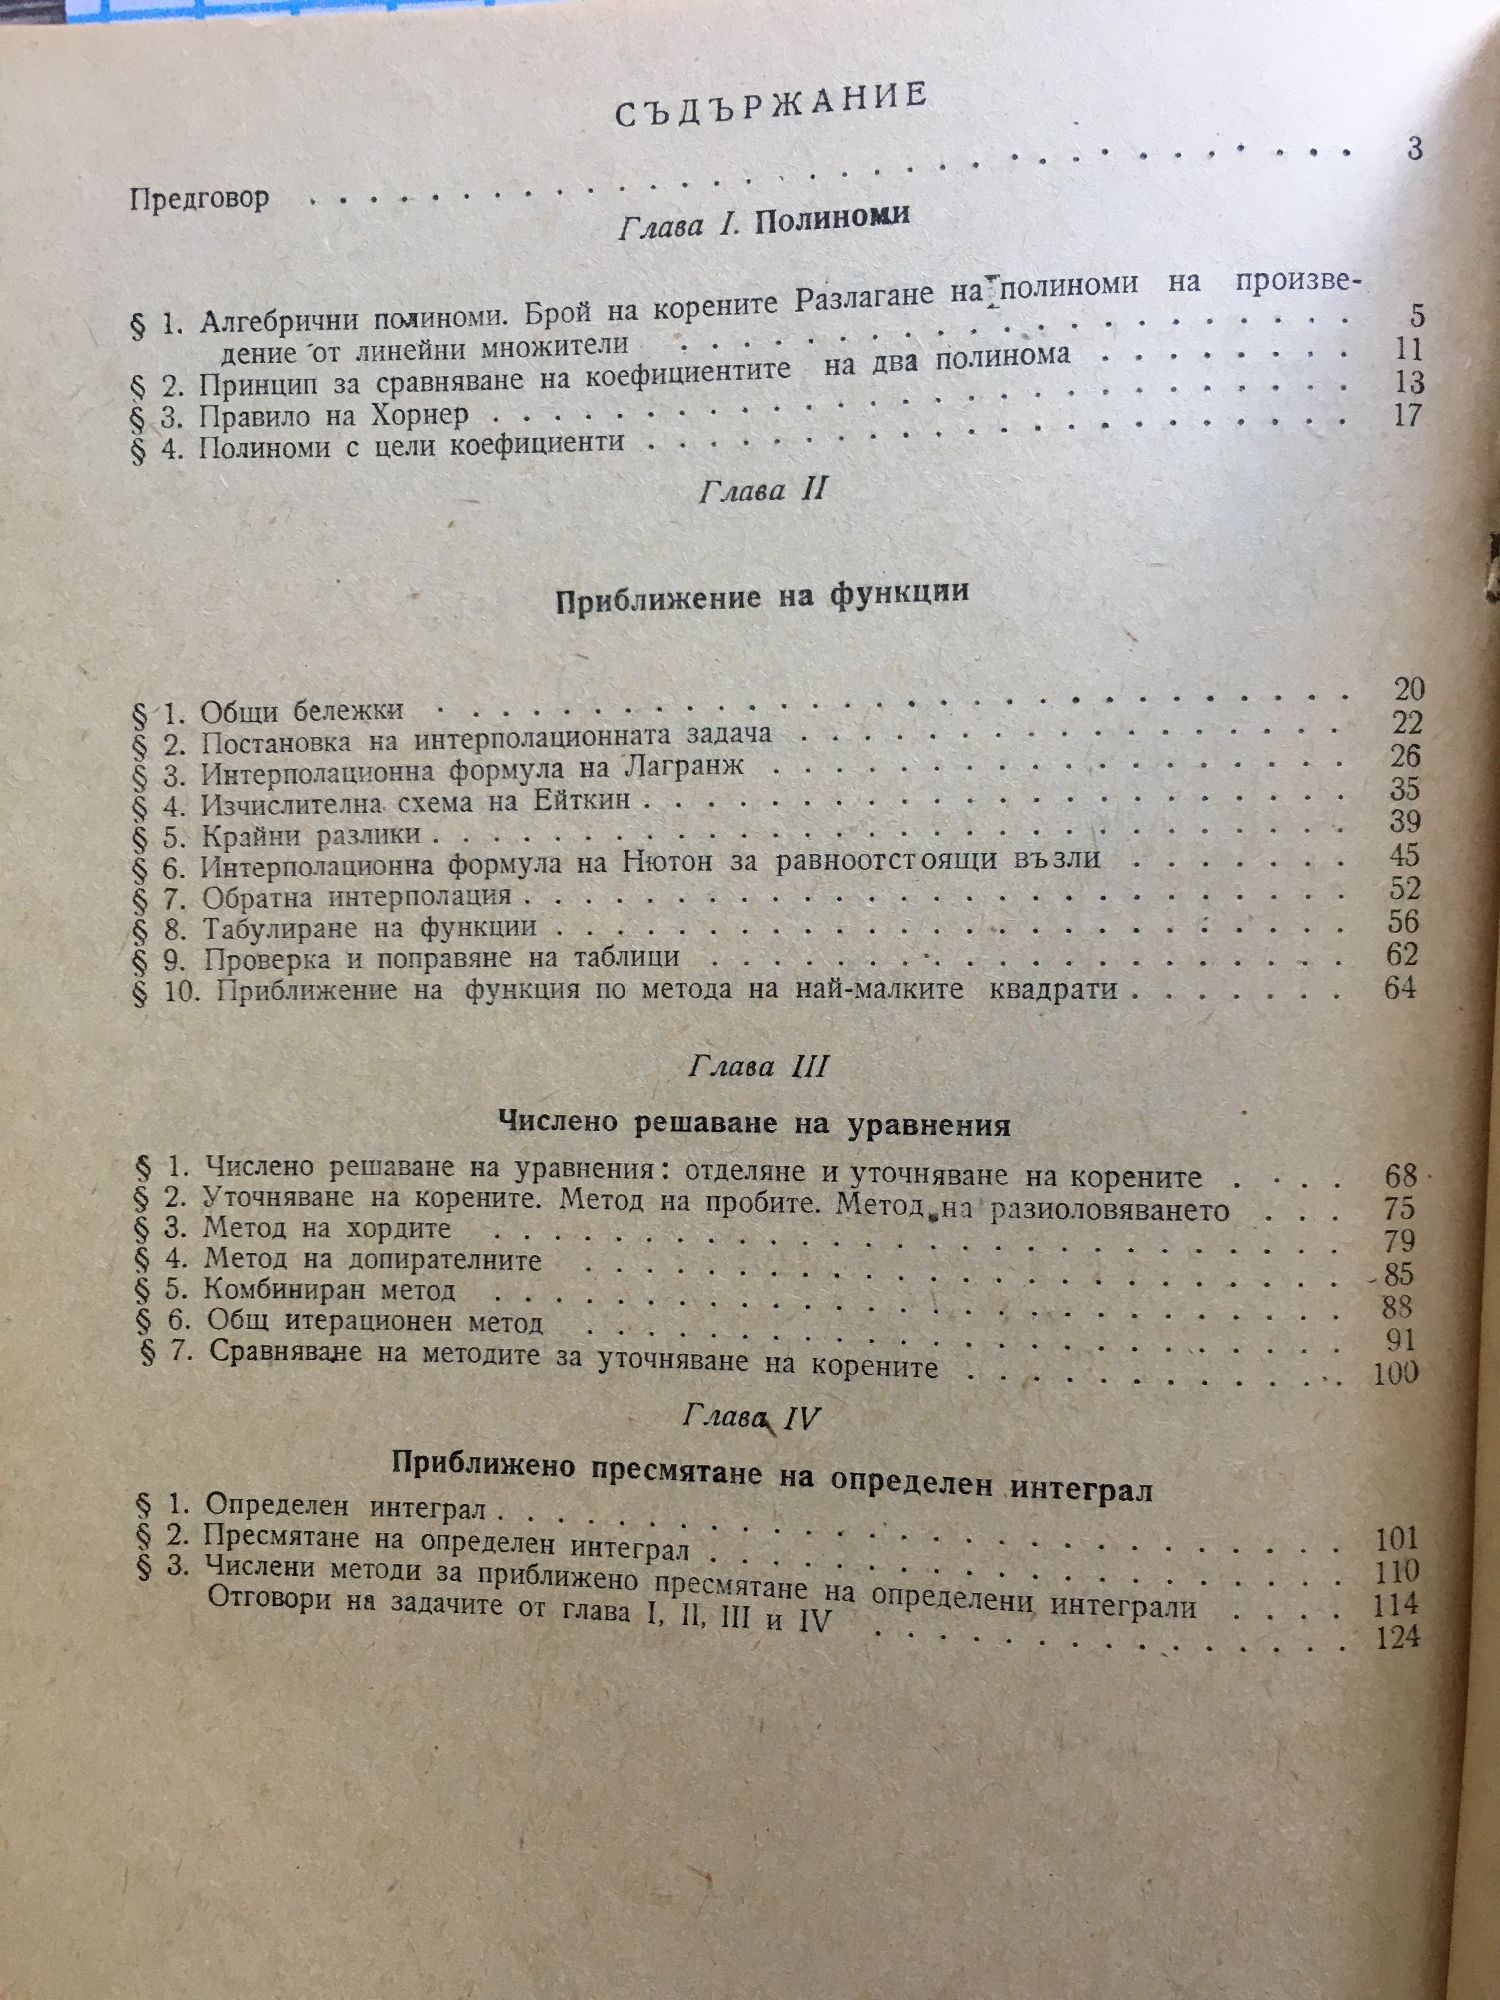 СЪДЪРЖАНИЕ
Предговор . . . . . . . . . . . . . . . . . . . . 3
Глава I. Полиноми
§ 1. Алгебрични полиноми. Брой на корените Разлагане на полиноми на произве-
дение от линейни множители . . . . . . . . . . . . 5
§ 2. Принцип за сравняване на коефициентите на два полинома . . . . . . . 11
§ 3. Правило на Хорнер . . . . . . . . . . . . . . . . 13
§ 4. Полиноми с цели коефициенти . . . . . . . . . . . . . 17
Глава II
Приближение на функции
§ 1. Общи бележки . . . . . . . . . . . . . . . . . . 20
§ 2. Постановка на интерполационната задача . . . . . . . . . . . 22
§ 3. Интерполационна формула на Лагранж . . . . . . . . . . . 26
§ 4. Изчислителна схема на Ейткин . . . . . . . . . . . . . . 35
§ 5. Крайни разлики . . . . . . . . . . . . . . . . . . 39
§ 6. Интерполационна формула на Нютон за равноотстоящи възли . . . . . . 45
§ 7. Обратна интерполация . . . . . . . . . . . . . . . . 52
§ 8. Табулиране на функции . . . . . . . . . . . . . . . . 56
§ 9. Проверка и поправяне на таблици . . . . . . . . . . . . . 62
§ 10. Приближение на функция по метода на най-малките квадрати . . . . . . . 64
Глава III
Числено решаване на уравнения
§ 1. Числено решаване на уравнения: отделяне и уточняване на корените . . . . 68
§ 2. Уточняване на корените. Метод на пробите. Метод на разиоловяването . . . 75
§ 3. Метод на хордите . . . . . . . . . . . . . . . . . 79
§ 4. Метод на допирателните . . . . . . . . . . . . . . . 85
§ 5. Комбиниран метод . . . . . . . . . . . . . . . . . 88
§ 6. Общ итерационен метод . . . . . . . . . . . . . . . 91
§ 7. Сравняване на методите за уточняване на корените . . . . . . . . . 100
Глава IV
Приближено пресмятане на определен интеграл
§ 1. Определен интеграл . . . . . . . . . . . . . . . . . 101
§ 2. Пресмятане на определен интеграл . . . . . . . . . . . . . 110
§ 3. Числени методи за приближено пресмятане на определени интеграли . . . . 114
Отговори на задачите от глава I, II, III и IV . . . . . . . . . . . 124